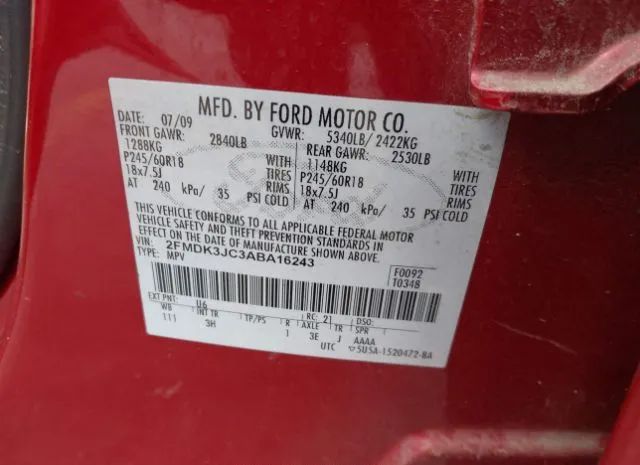 MFD. BY FORD MOTOR CO.
DATE: 07/09 GVWR: 5340LB/ 2422KG
FRONT GAWR: 2840LB REAR GAWR: 2530LB
1288KG 1148KG
P245/60R18 TIRES P245/60R18 TIRES
18x7.5J RIMS 18x7.5J RIMS
AT 240 kPa/ 35 PSI COLD AT 240 kPa/ 35 PSI COLD
THIS VEHICLE CONFORMS TO ALL APPLICABLE FEDERAL MOTOR
VEHICLE SAFETY AND THEFT PREVENTION STANDARDS IN
EFFECT ON THE DATE OF MANUFACTURE SHOWN ABOVE.
VIN: 2FMDK3JC3ABA16243
TYPE: MPV
F0092
T0348
EXT PNT: U6 RC: 21 DSO:
WB INT TR TP/PS R AXLE TR SPR
111 3H 1 3E J AAAA
UTC 5U5A-1520472-BA
Ford